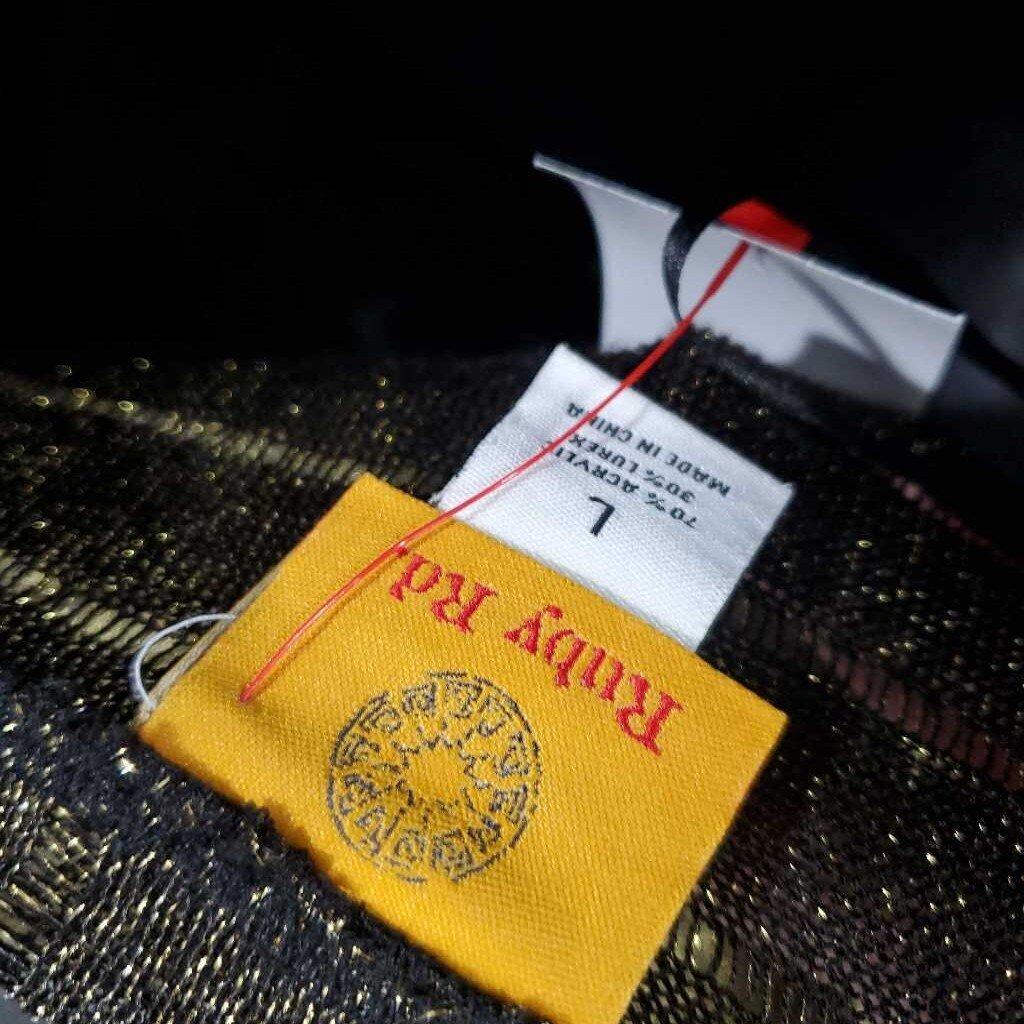 Ruby Rd.
L
70% ACRYLIC
30% LUREX
MADE IN CHINA